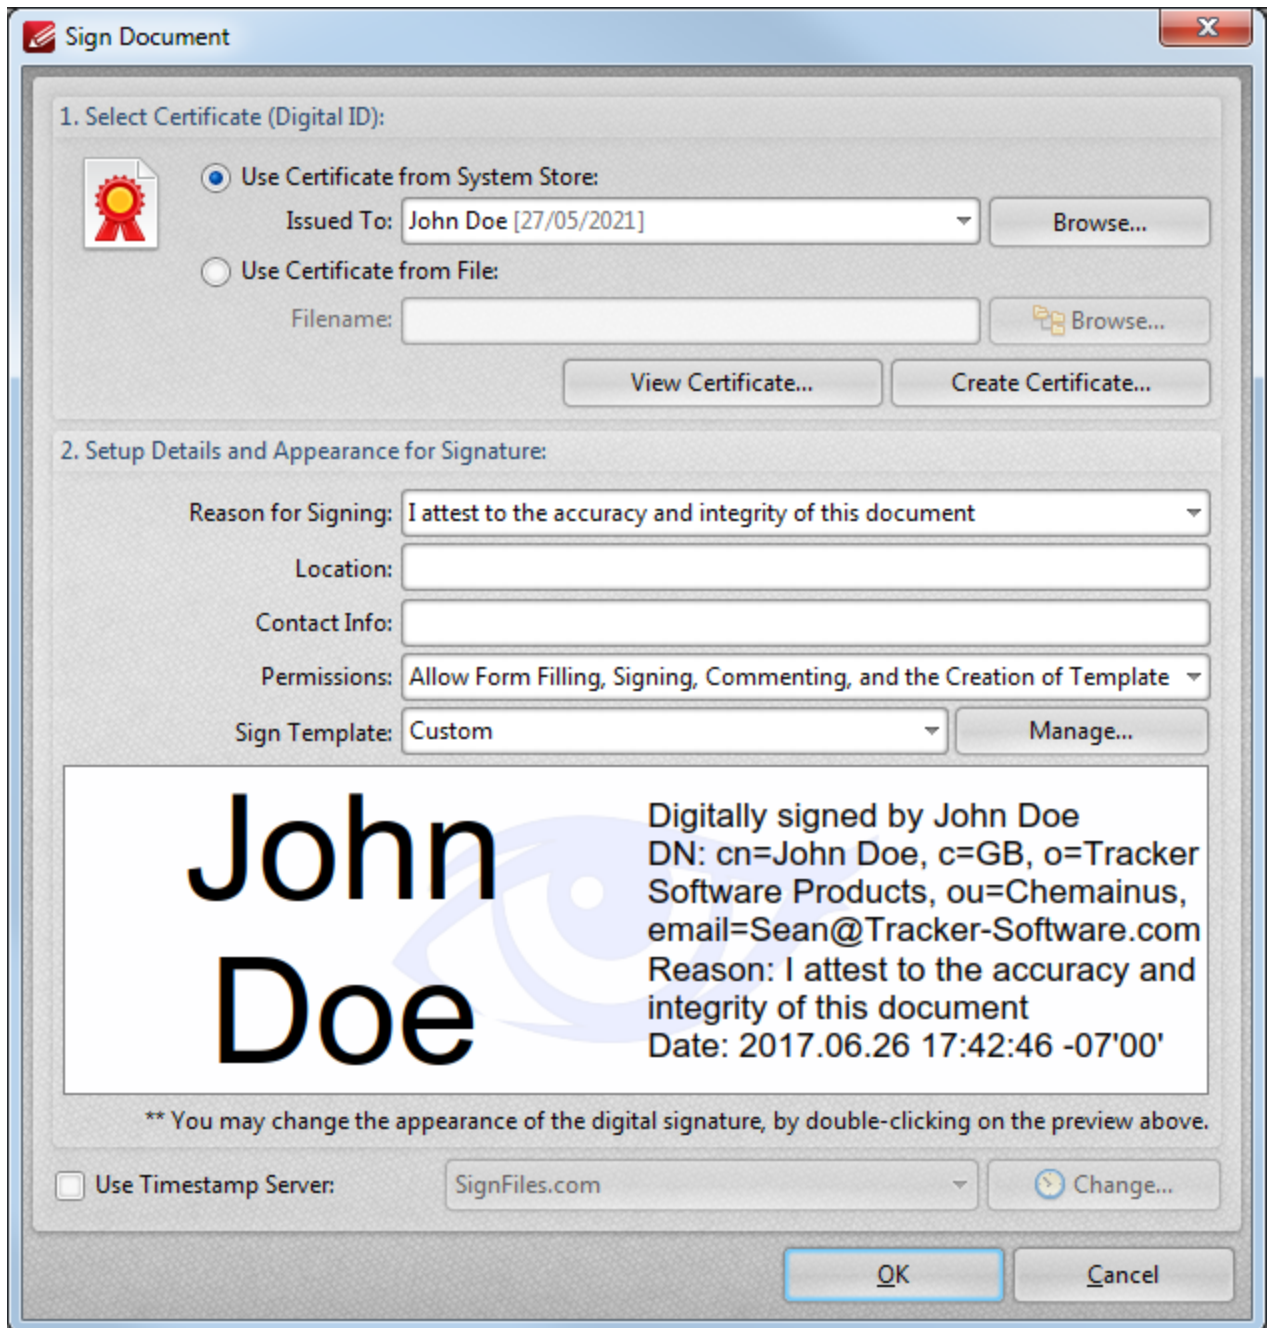 Sign Document
1. Select Certificate (Digital ID):
Use Certificate from System Store:
Issued To: John Doe [27/05/2021] Browse...
Use Certificate from File:
Filename: Browse...
View Certificate... Create Certificate...
2. Setup Details and Appearance for Signature:
Reason for Signing: I attest to the accuracy and integrity of this document
Location:
Contact Info:
Permissions: Allow Form Filling, Signing, Commenting, and the Creation of Template
Sign Template: Custom Manage...
John
Doe
Digitally signed by John Doe
DN: cn=John Doe, c=GB, o=Tracker
Software Products, ou=Chemainus,
email=Sean@Tracker-Software.com
Reason: I attest to the accuracy and
integrity of this document
Date: 2017.06.26 17:42:46 -07'00'
** You may change the appearance of the digital signature, by double-clicking on the preview above.
Use Timestamp Server: SignFiles.com Change...
OK Cancel